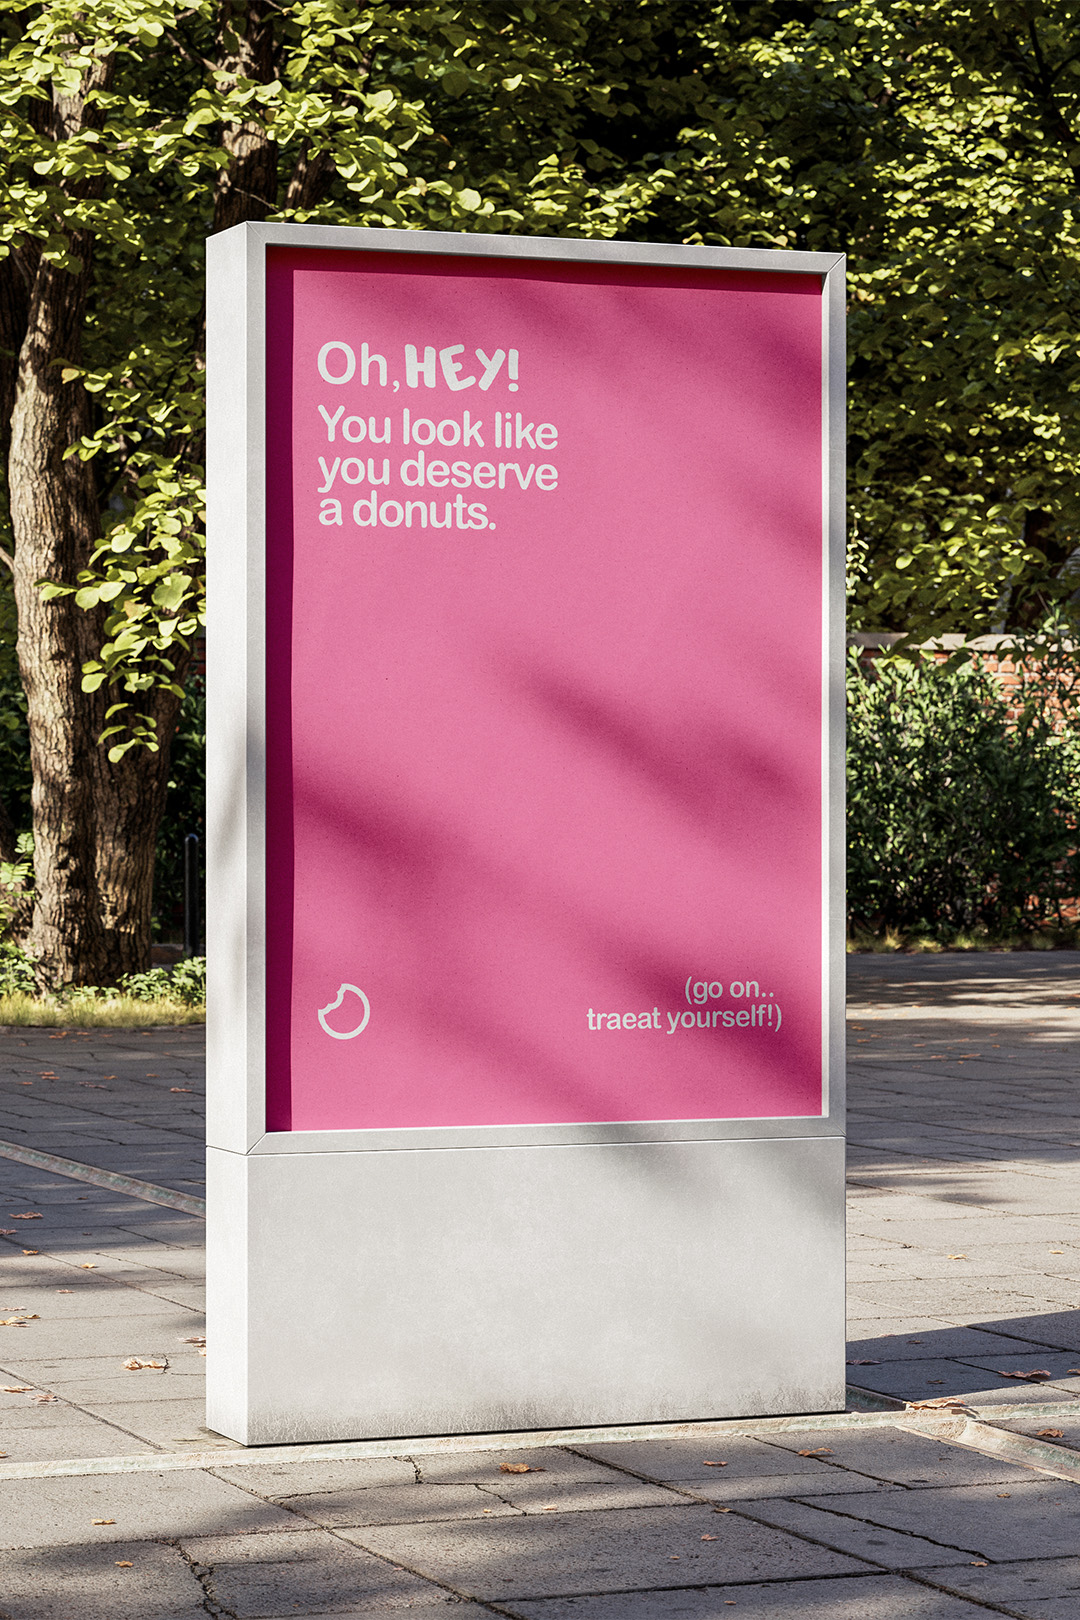 Oh, HEY!
You look like
you deserve
a donuts.
(go on..
traeat yourself!)